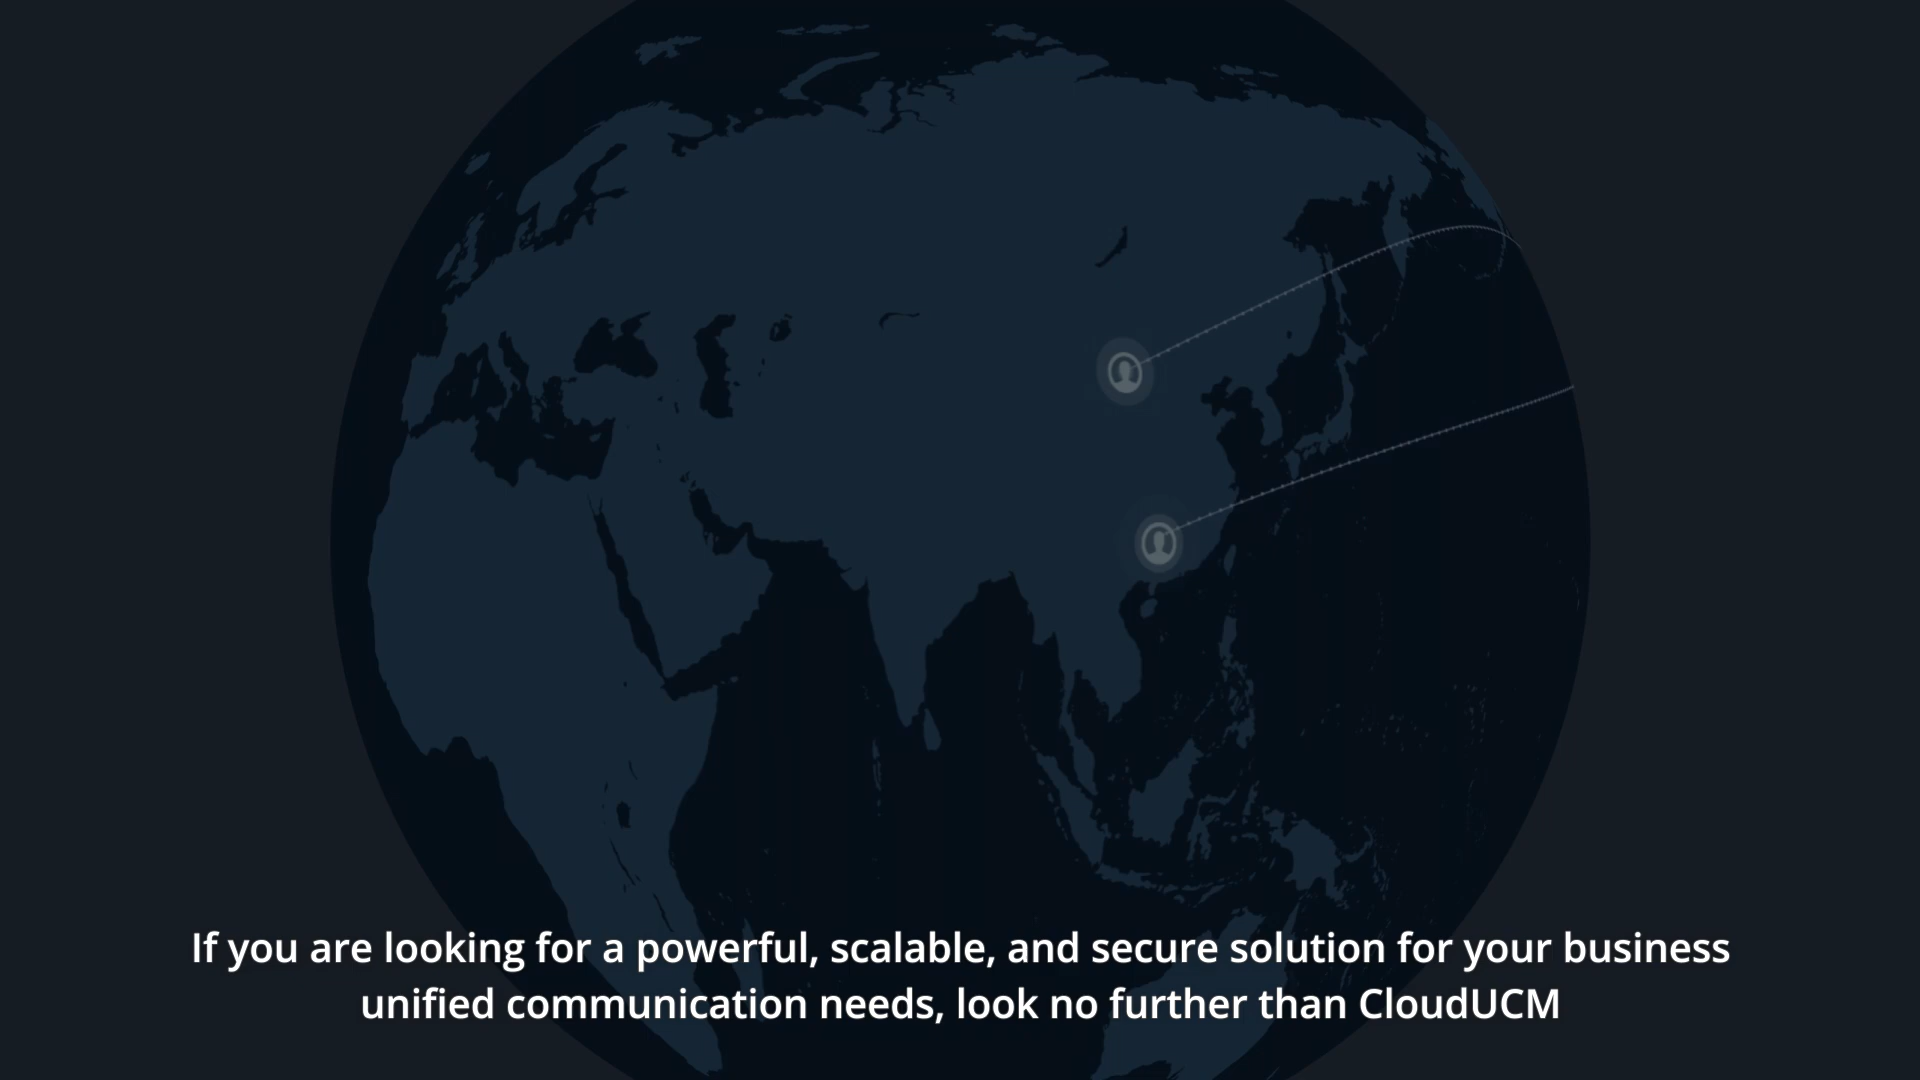 If you are looking for a powerful, scalable, and secure solution for your business
unified communication needs, look no further than CloudUCM